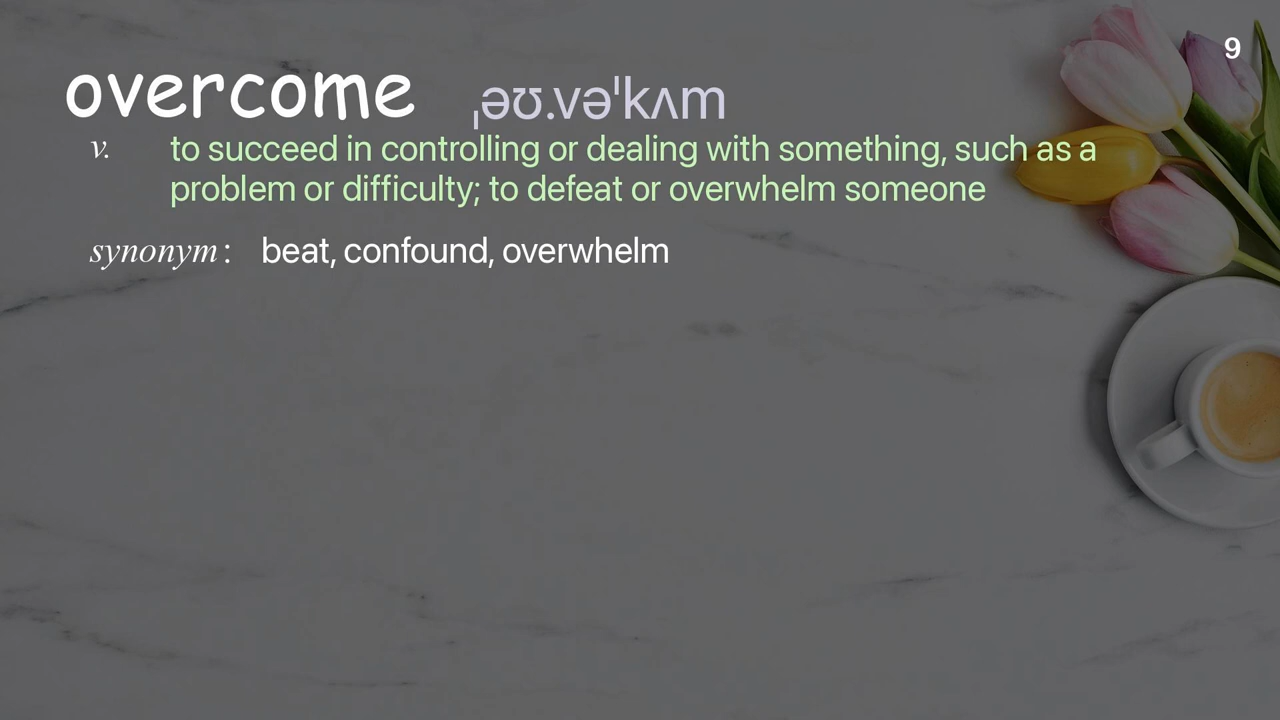 9
overcome ˌəʊ.vəˈkʌm
v. to succeed in controlling or dealing with something, such as a
problem or difficulty; to defeat or overwhelm someone
synonym : beat, confound, overwhelm